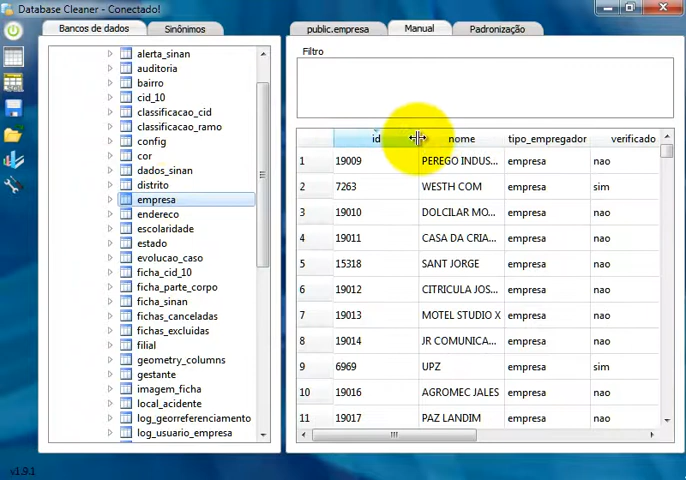 Database Cleaner - Conectado!
Bancos de dados
Sinônimos
alerta_sinan
auditoria
bairro
cid_10
classificacao_cid
classificacao_ramo
config
cor
dados_sinan
distrito
empresa
endereco
escolaridade
estado
evolucao_caso
ficha_cid_10
ficha_parte_corpo
ficha_sinan
fichas_canceladas
fichas_excluidas
filial
geometry_columns
gestante
imagem_ficha
local_acidente
log_georreferenciamento
log_usuario_empresa
public.empresa
Manual
Padronização
Filtro
id nome tipo_empregador verificado
1 19009 PEREGO INDUS... empresa nao
2 7263 WESTH COM empresa sim
3 19010 DOLCILAR MO... empresa nao
4 19011 CASA DA CRIA... empresa nao
5 15318 SANT JORGE empresa nao
6 19012 CITRICULA JOS... empresa nao
7 19013 MOTEL STUDIO X empresa nao
8 19014 JR COMUNICA... empresa nao
9 6969 UPZ empresa sim
10 19016 AGROMEC JALES empresa nao
11 19017 PAZ LANDIM empresa nao
v1.9.1